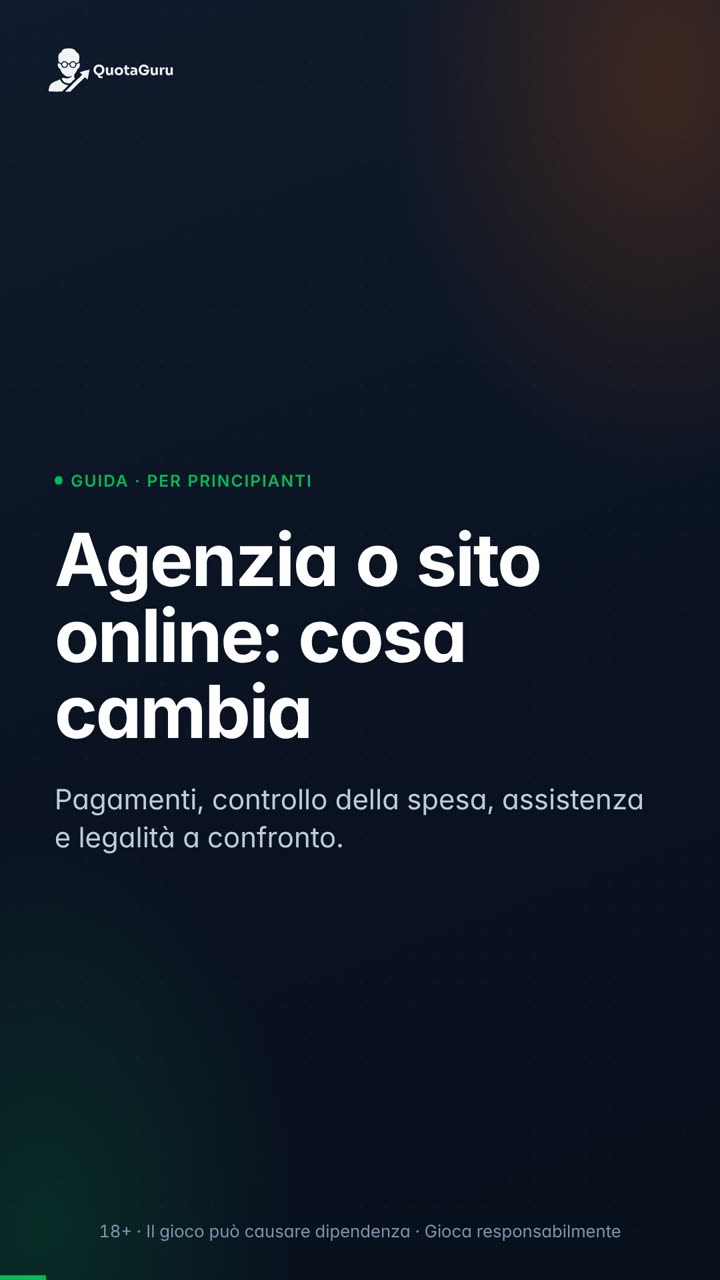 QuotaGuru
GUIDA · PER PRINCIPIANTI
Agenzia o sito
online: cosa
cambia
Pagamenti, controllo della spesa, assistenza
e legalità a confronto.
18+ · Il gioco può causare dipendenza · Gioca responsabilmente